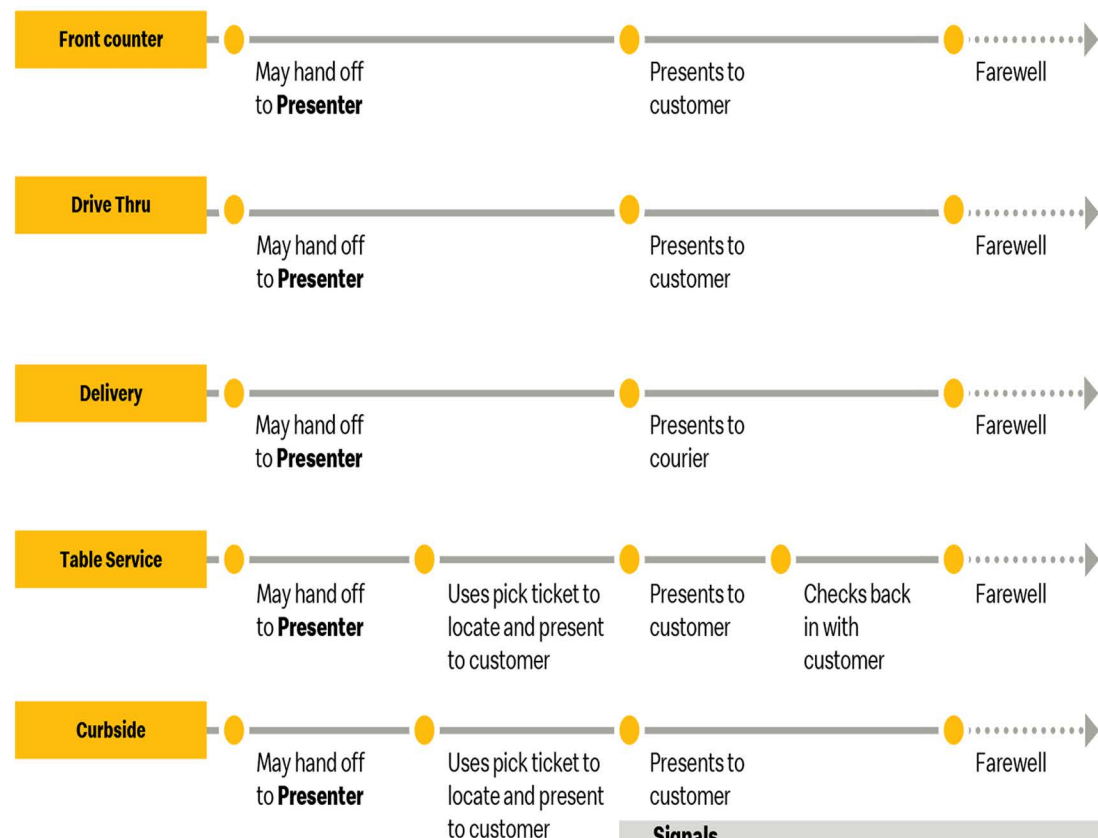 Front counter
May hand off
to Presenter
Presents to
customer
Farewell
Drive Thru
May hand off
to Presenter
Presents to
customer
Farewell
Delivery
May hand off
to Presenter
Presents to
courier
Farewell
Table Service
May hand off
to Presenter
Uses pick ticket to
locate and present
to customer
Presents to
customer
Checks back
in with
customer
Farewell
Curbside
May hand off
to Presenter
Uses pick ticket to
locate and present
to customer
Presents to
customer
Farewell
Signals